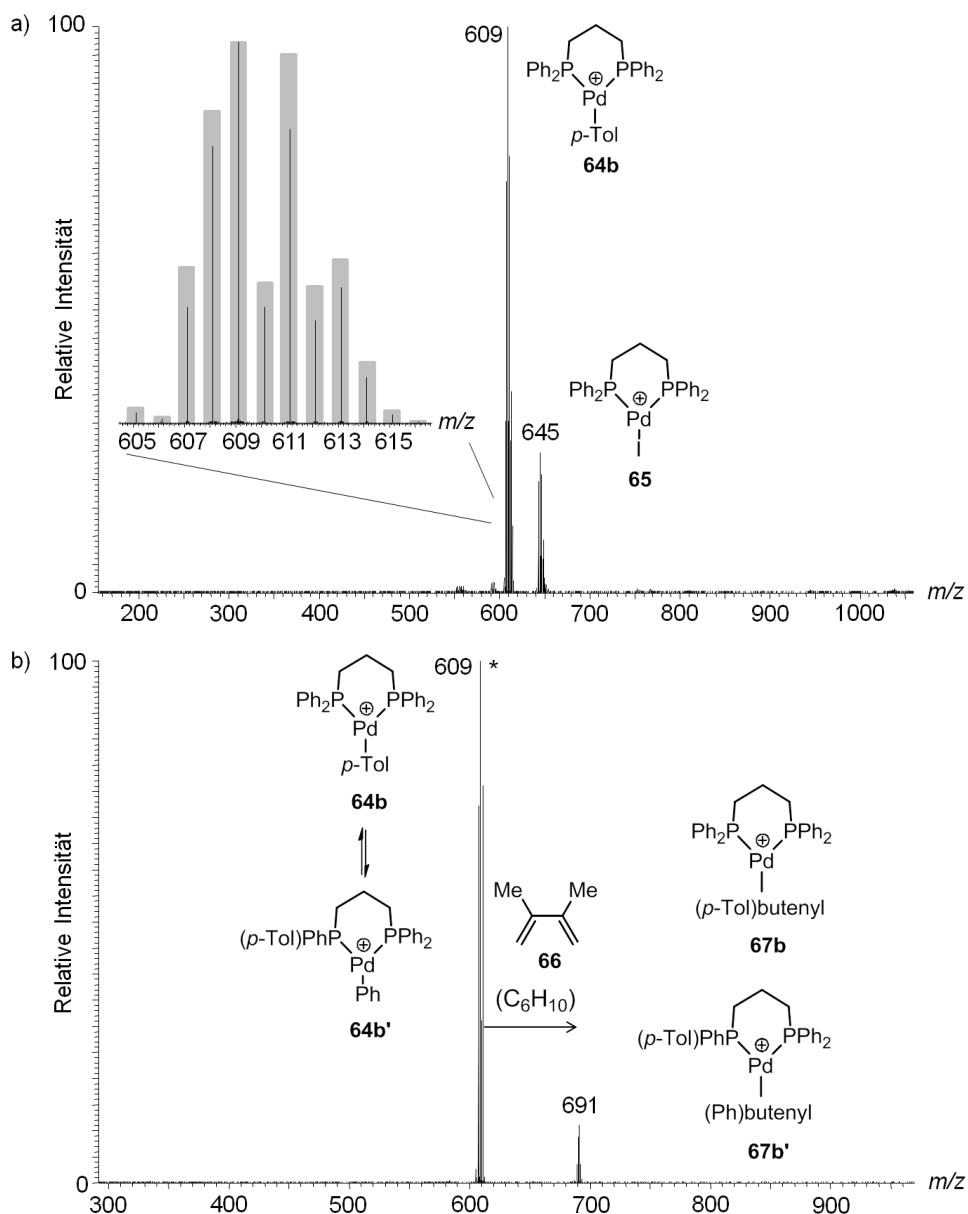 a)
100
Relative Intensität
0
609
Ph2P PPh2
⊕
Pd
p-Tol
64b
605 607 609 611 613 615
m/z
645
Ph2P PPh2
⊕
Pd
I
65
200 300 400 500 600 700 800 900 1000 m/z
b)
100
Relative Intensität
0
609 *
Ph2P PPh2
⊕
Pd
p-Tol
64b
(p-Tol)PhP PPh2
⊕
Pd
Ph
64b'
Me Me
66
(C6H10)
691
Ph2P PPh2
⊕
Pd
(p-Tol)butenyl
67b
(p-Tol)PhP PPh2
⊕
Pd
(Ph)butenyl
67b'
300 400 500 600 700 800 900 m/z